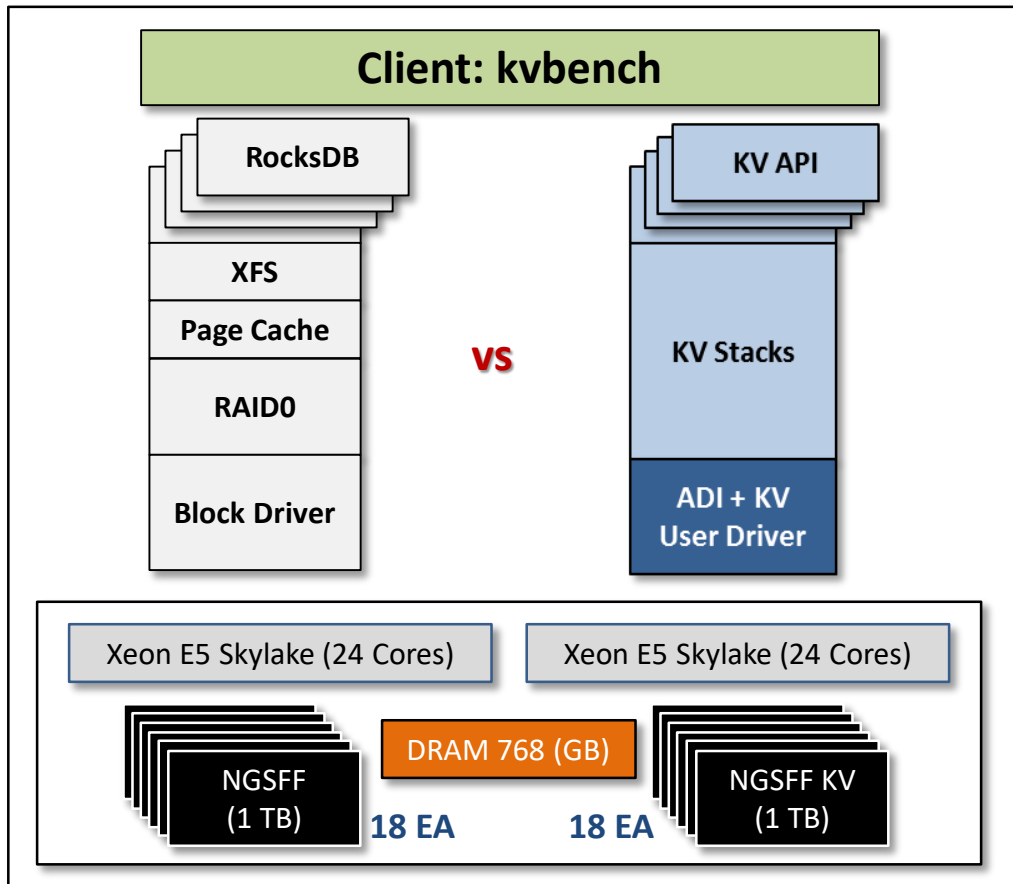 Client: kvbench
RocksDB
XFS
Page Cache
RAID0
Block Driver
vs
KV API
KV Stacks
ADI + KV
User Driver
Xeon E5 Skylake (24 Cores)
Xeon E5 Skylake (24 Cores)
NGSFF
(1 TB)
18 EA
DRAM 768 (GB)
18 EA
NGSFF KV
(1 TB)